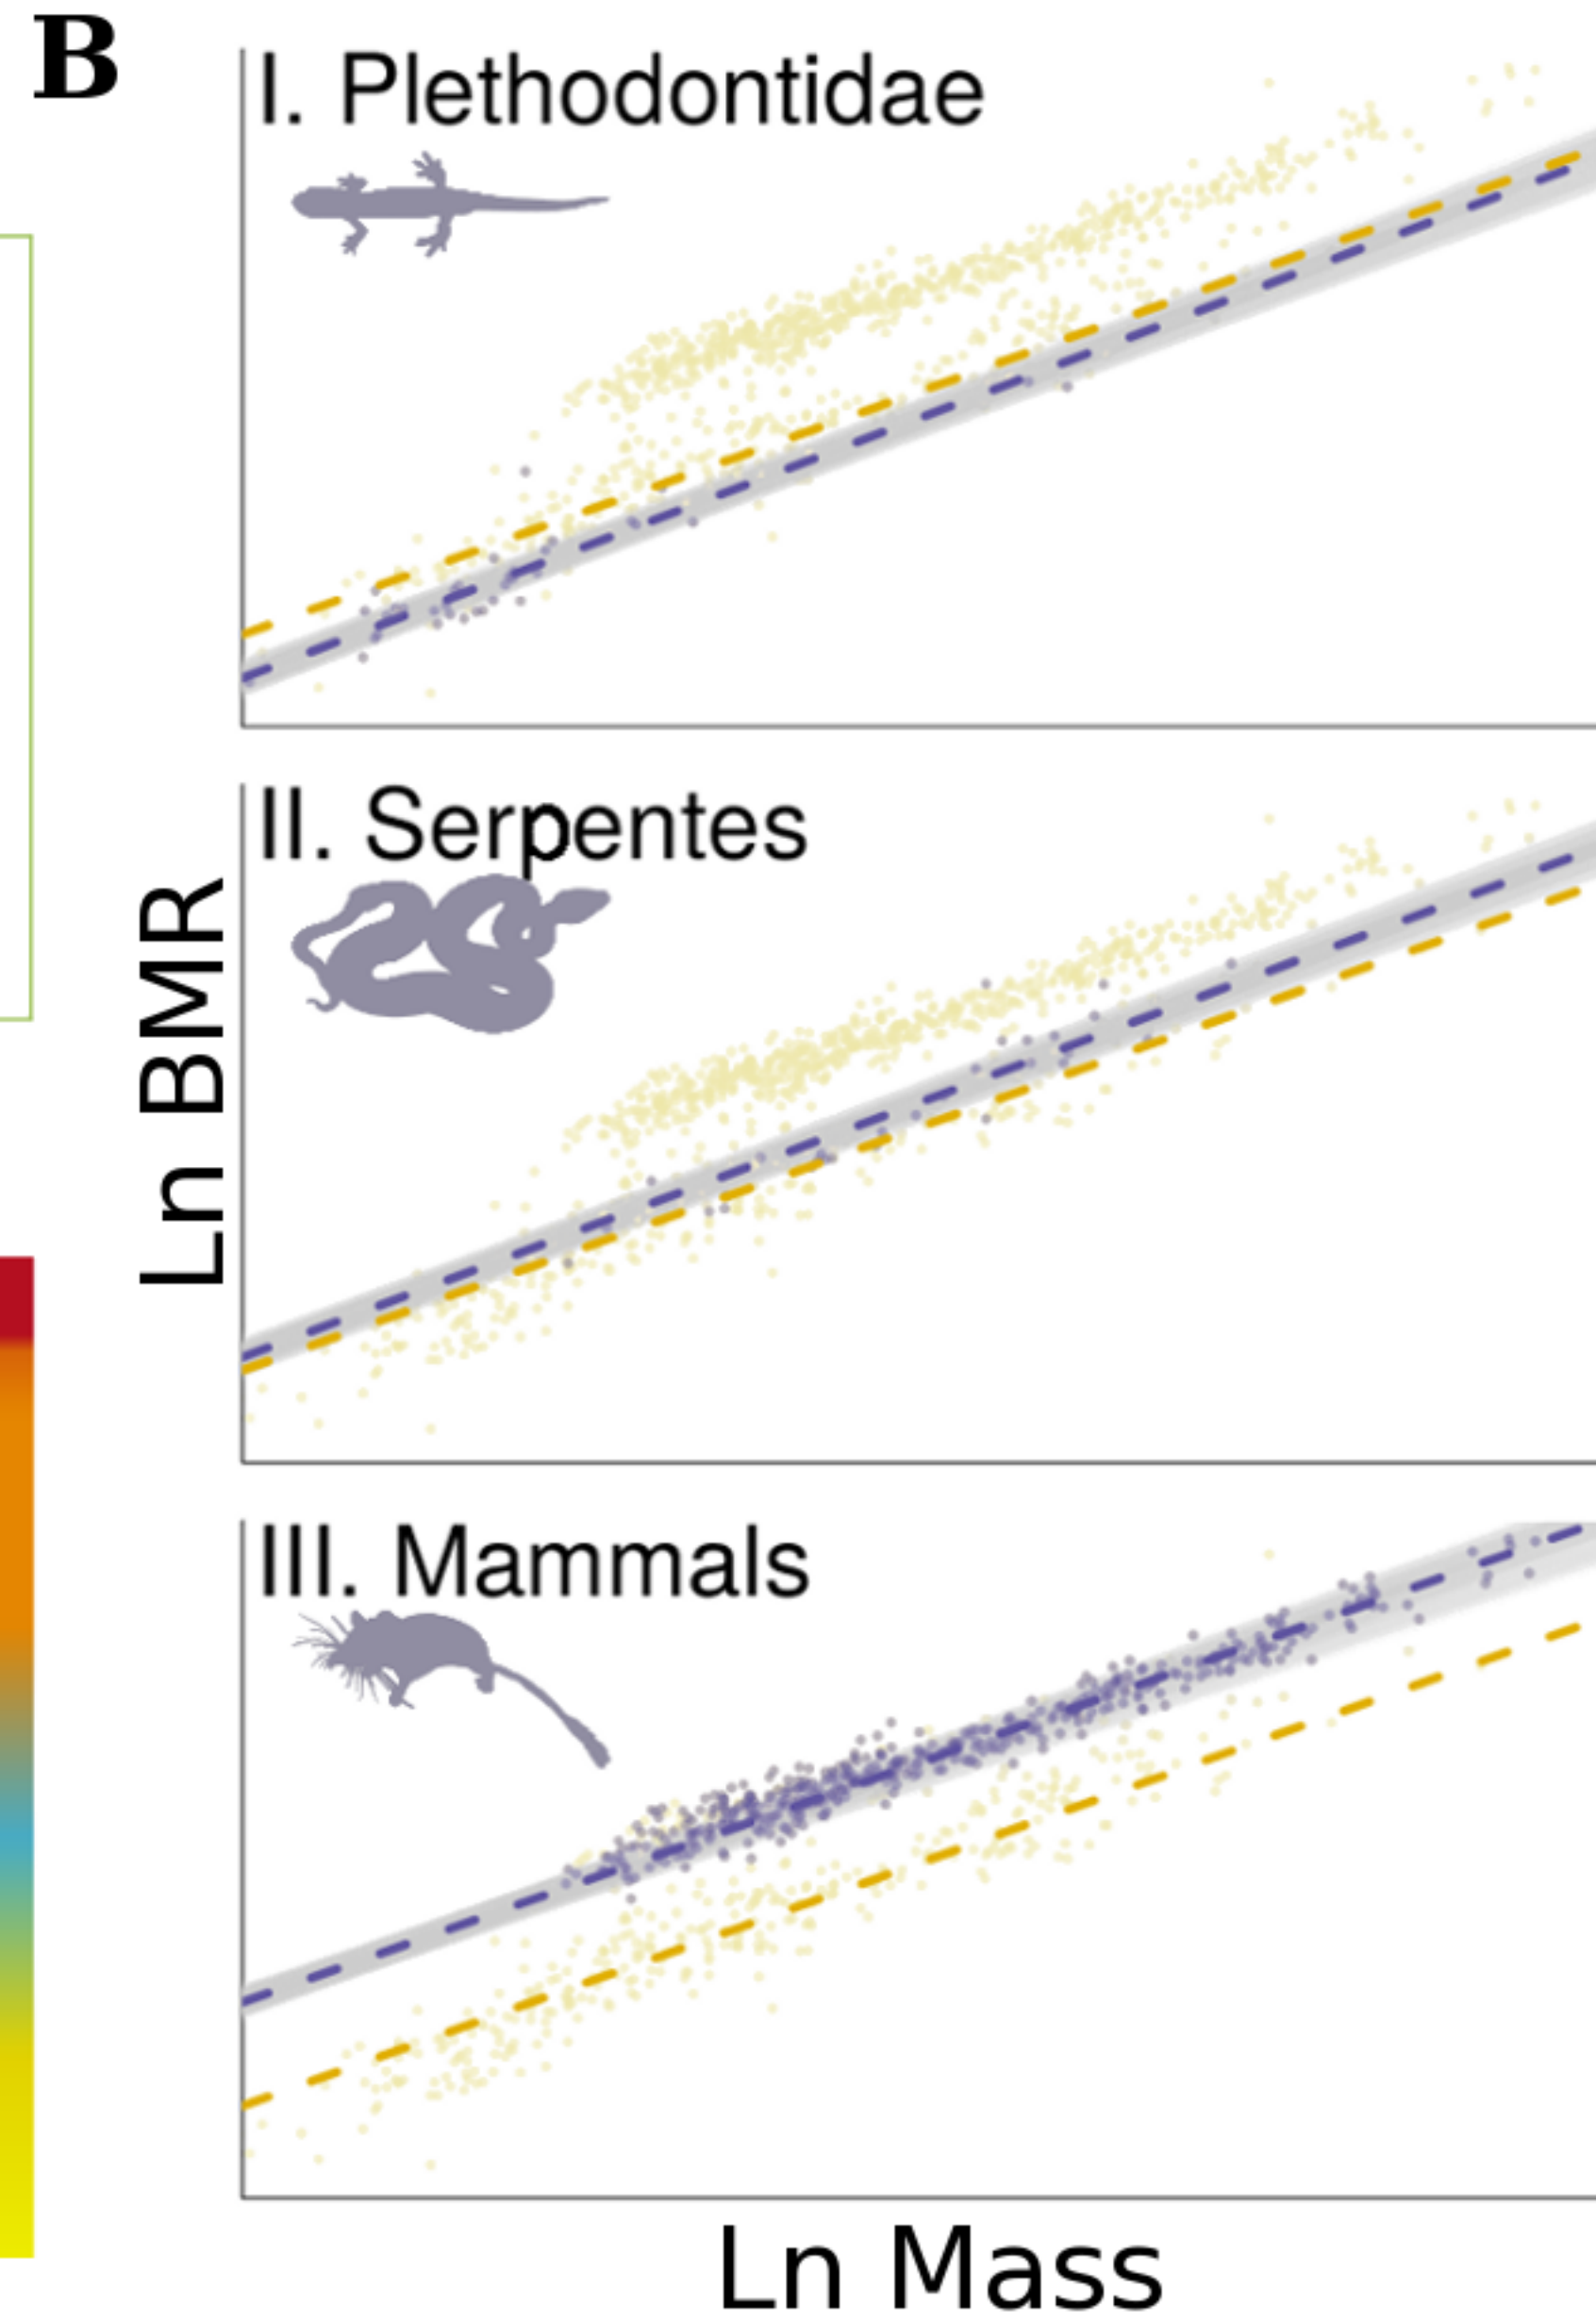 B
I. Plethodontidae
II. Serpentes
Ln BMR
III. Mammals
Ln Mass